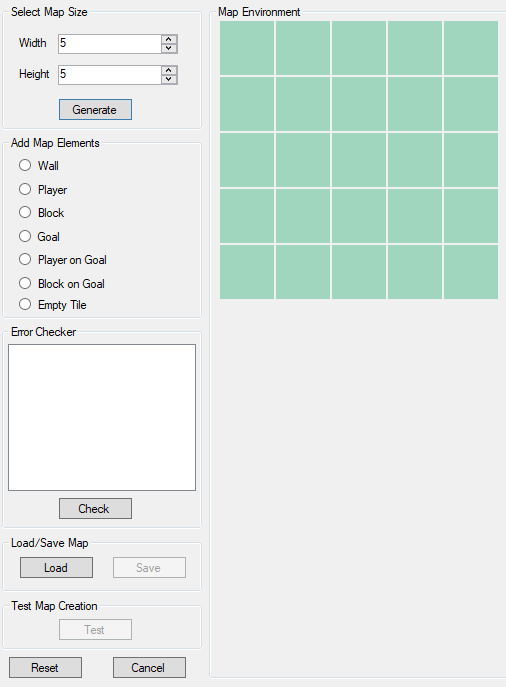 Select Map Size
Width 5
Height 5
Generate
Add Map Elements
Wall
Player
Block
Goal
Player on Goal
Block on Goal
Empty Tile
Error Checker
Check
Load/Save Map
Load Save
Test Map Creation
Test
Reset Cancel
Map Environment